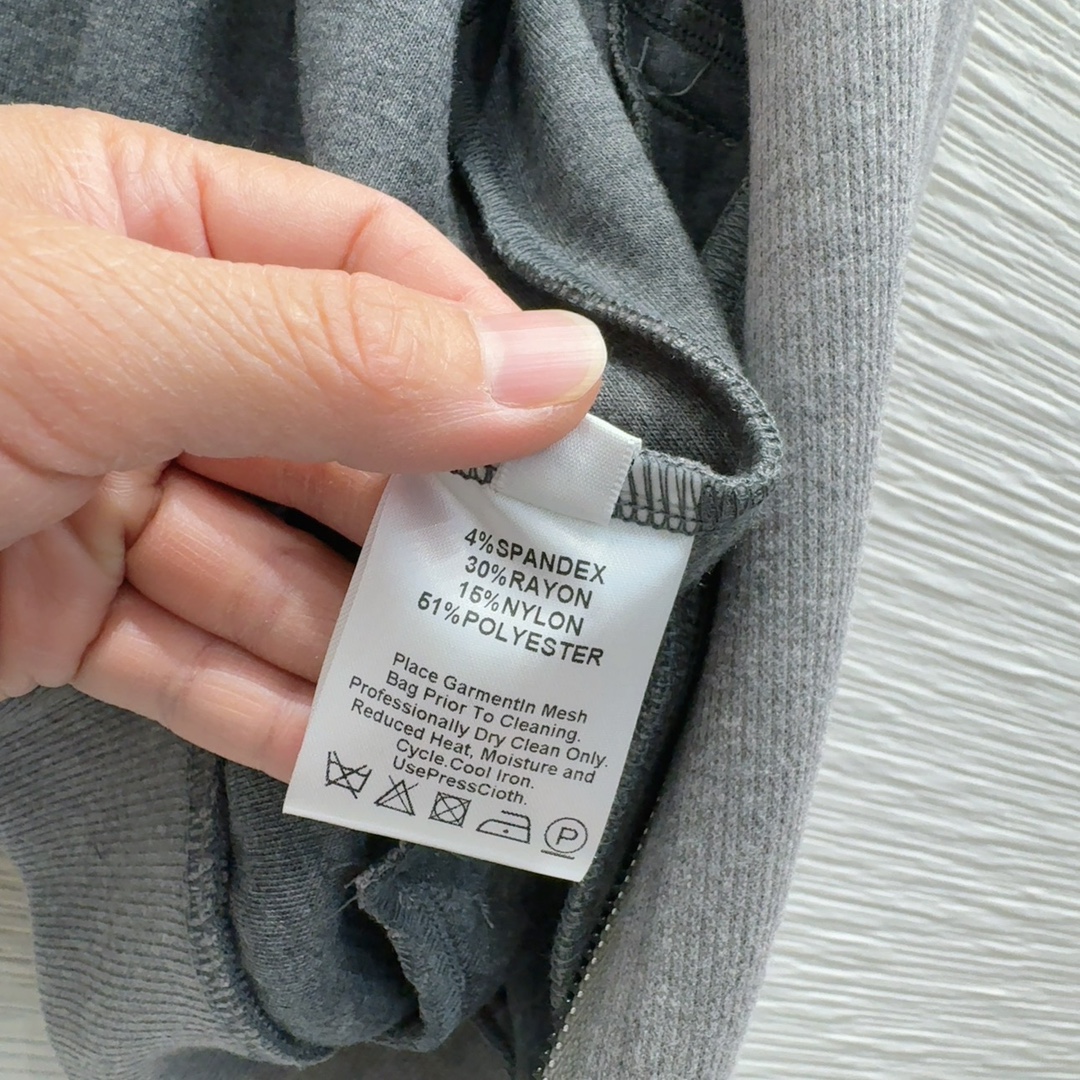 4%SPANDEX
30%RAYON
15%NYLON
51%POLYESTER
Place GarmentIn Mesh
Bag Prior To Cleaning.
Professionally Dry Clean Only.
Reduced Heat, Moisture and
Cycle.Cool Iron.
UsePressCloth.
P